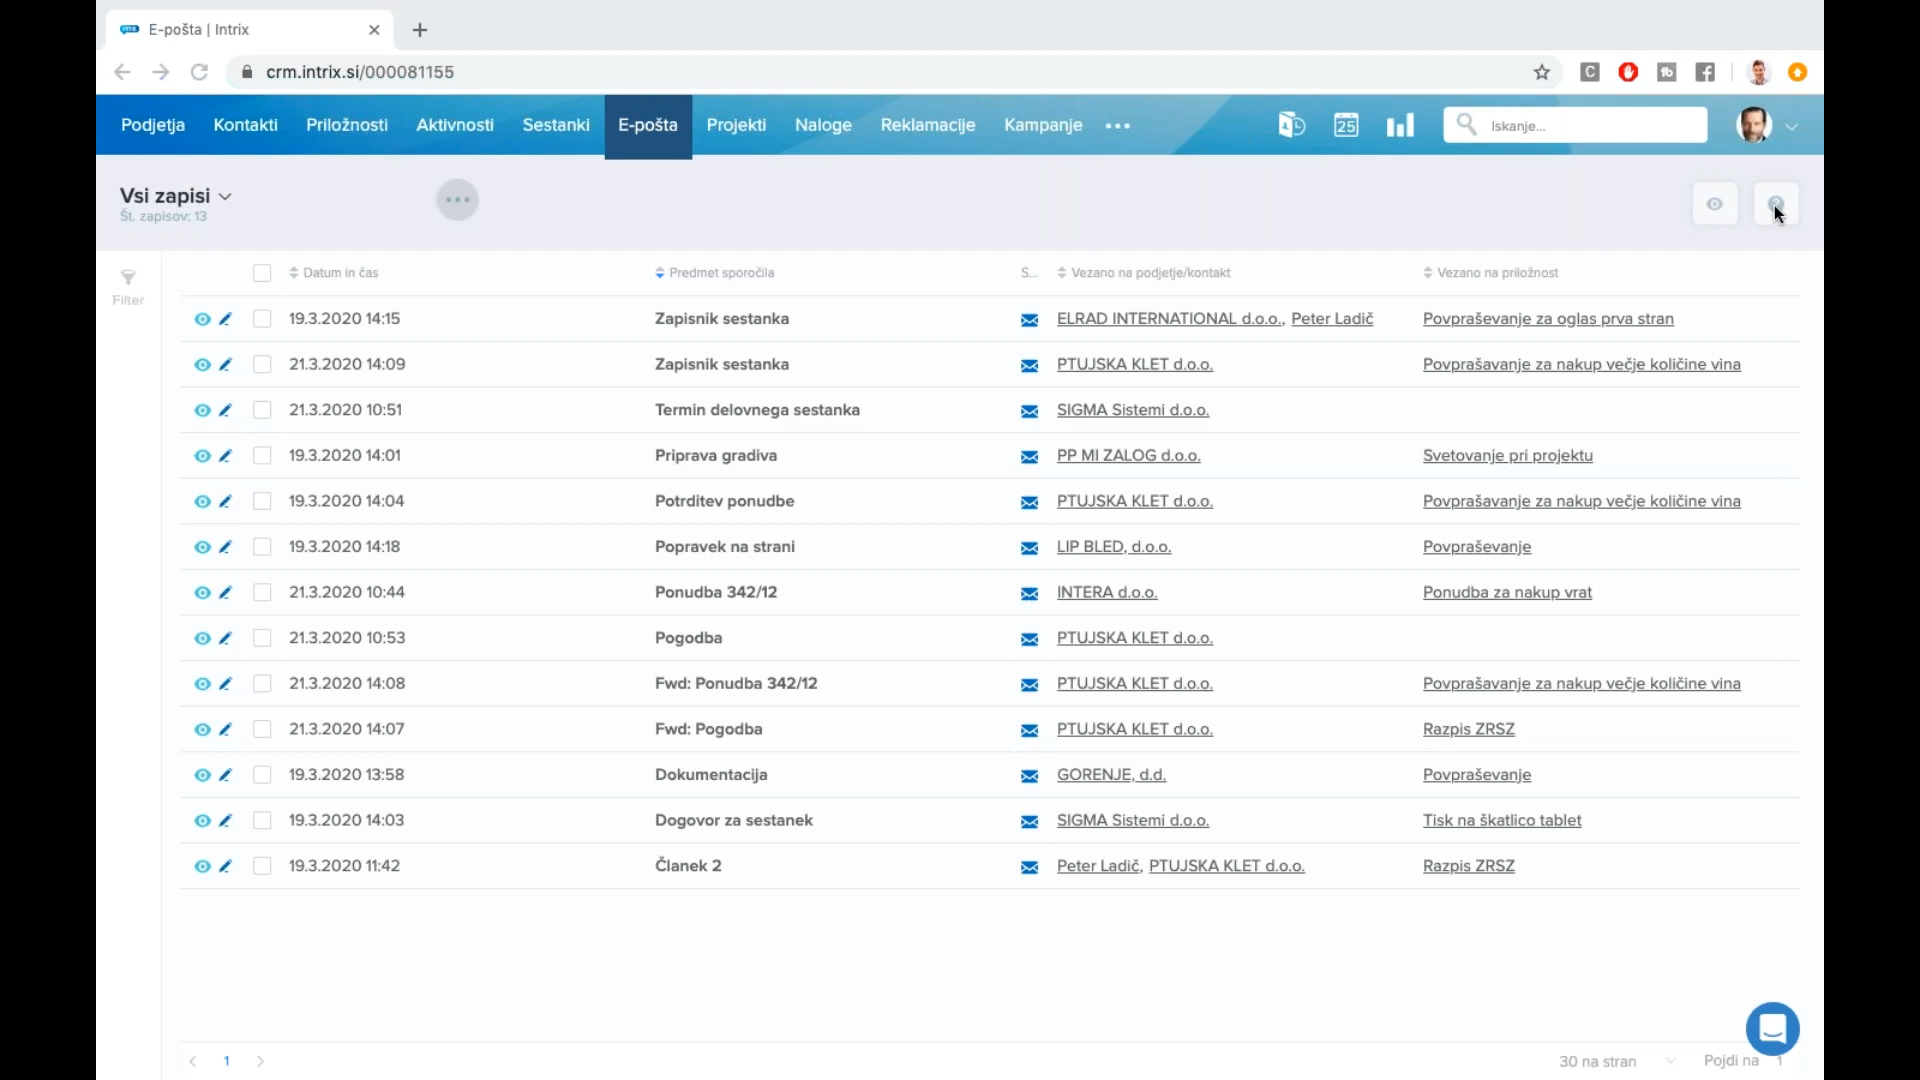 E-pošta | Intrix
crm.intrix.si/000081155
Podjetja Kontakti Priložnosti Aktivnosti Sestanki E-pošta Projekti Naloge Reklamacije Kampanje ••• 25 Iskanje...
Vsi zapisi
Št. zapisov: 13
Filter
Datum in čas Predmet sporočila S... Vezano na podjetje/kontakt Vezano na priložnost
19.3.2020 14:15 Zapisnik sestanka ELRAD INTERNATIONAL d.o.o., Peter Ladič Povpraševanje za oglas prva stran
21.3.2020 14:09 Zapisnik sestanka PTUJSKA KLET d.o.o. Povprašavanje za nakup večje količine vina
21.3.2020 10:51 Termin delovnega sestanka SIGMA Sistemi d.o.o.
19.3.2020 14:01 Priprava gradiva PP MI ZALOG d.o.o. Svetovanje pri projektu
19.3.2020 14:04 Potrditev ponudbe PTUJSKA KLET d.o.o. Povprašavanje za nakup večje količine vina
19.3.2020 14:18 Popravek na strani LIP BLED, d.o.o. Povpraševanje
21.3.2020 10:44 Ponudba 342/12 INTERA d.o.o. Ponudba za nakup vrat
21.3.2020 10:53 Pogodba PTUJSKA KLET d.o.o.
21.3.2020 14:08 Fwd: Ponudba 342/12 PTUJSKA KLET d.o.o. Povprašavanje za nakup večje količine vina
21.3.2020 14:07 Fwd: Pogodba PTUJSKA KLET d.o.o. Razpis ZRSZ
19.3.2020 13:58 Dokumentacija GORENJE, d.d. Povpraševanje
19.3.2020 14:03 Dogovor za sestanek SIGMA Sistemi d.o.o. Tisk na škatlico tablet
19.3.2020 11:42 Članek 2 Peter Ladič, PTUJSKA KLET d.o.o. Razpis ZRSZ
1 30 na stran Pojdi na 1